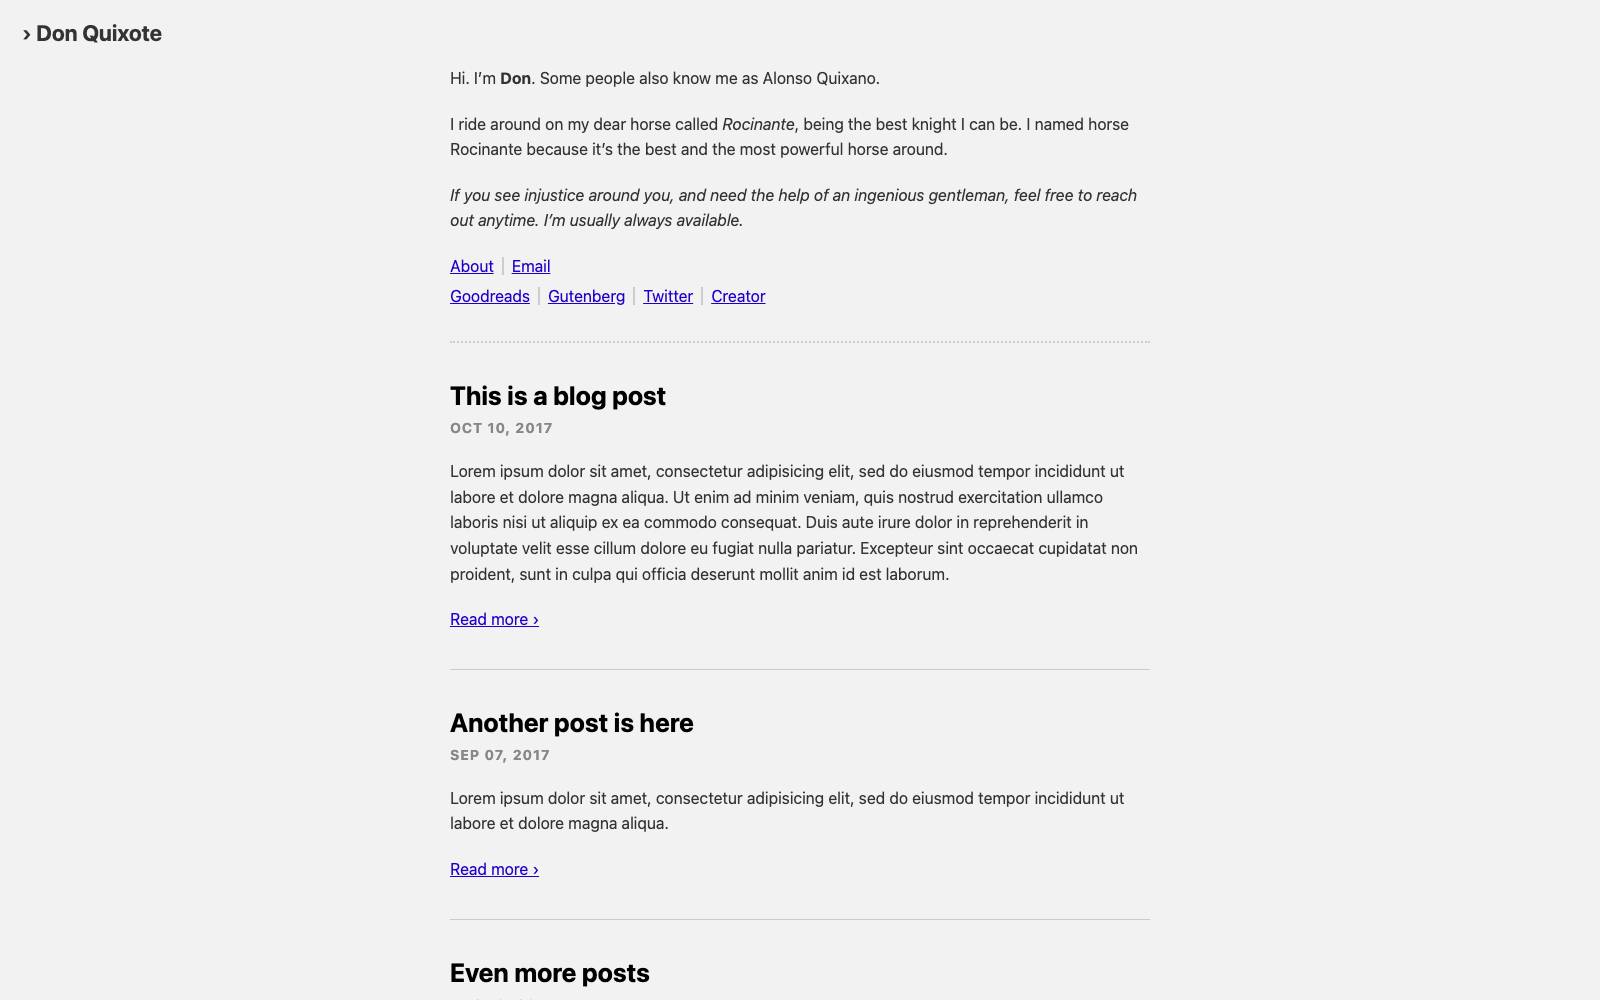 › Don Quixote
Hi. I’m Don. Some people also know me as Alonso Quixano.
I ride around on my dear horse called Rocinante, being the best knight I can be. I named horse
Rocinante because it’s the best and the most powerful horse around.
If you see injustice around you, and need the help of an ingenious gentleman, feel free to reach
out anytime. I’m usually always available.
About | Email
Goodreads | Gutenberg | Twitter | Creator
This is a blog post
OCT 10, 2017
Lorem ipsum dolor sit amet, consectetur adipisicing elit, sed do eiusmod tempor incididunt ut
labore et dolore magna aliqua. Ut enim ad minim veniam, quis nostrud exercitation ullamco
laboris nisi ut aliquip ex ea commodo consequat. Duis aute irure dolor in reprehenderit in
voluptate velit esse cillum dolore eu fugiat nulla pariatur. Excepteur sint occaecat cupidatat non
proident, sunt in culpa qui officia deserunt mollit anim id est laborum.
Read more ›
Another post is here
SEP 07, 2017
Lorem ipsum dolor sit amet, consectetur adipisicing elit, sed do eiusmod tempor incididunt ut
labore et dolore magna aliqua.
Read more ›
Even more posts